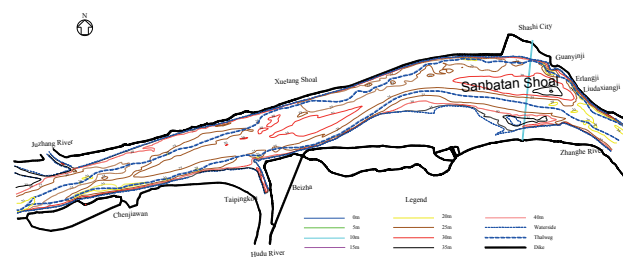 N
Shashi City
Guanyinji
Erlangji
Sanbatan Shoal
Liudaxiangji
Xuetang Shoal
Juzhang River
Zhanghe River
Beizha
Taipingkou
Chenjiawan
Hudu River
Legend
0m 20m 40m
5m 25m Waterside
10m 30m Thalweg
15m 35m Dike